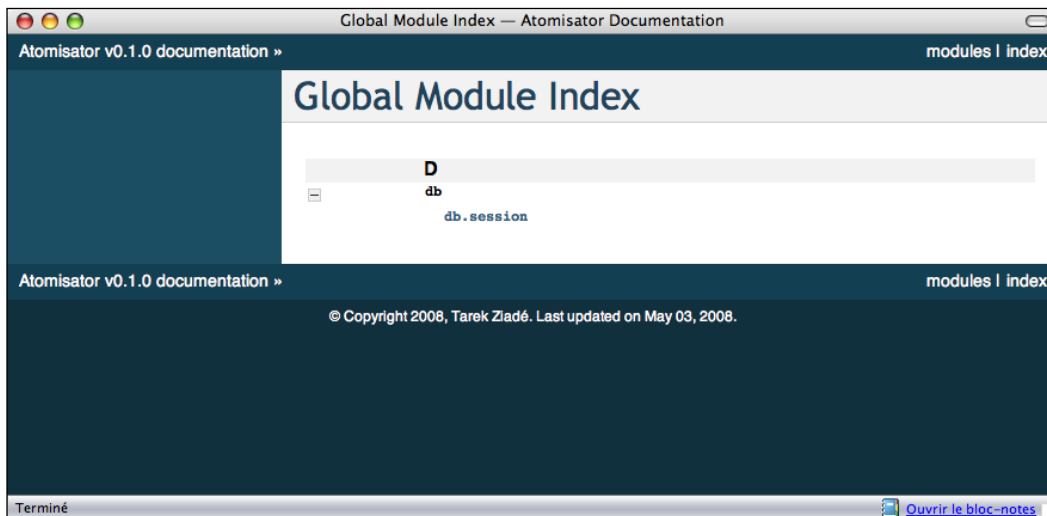 Global Module Index — Atomisator Documentation
Atomisator v0.1.0 documentation » modules | index
Global Module Index
D
db
db.session
Atomisator v0.1.0 documentation » modules | index
© Copyright 2008, Tarek Ziadé. Last updated on May 03, 2008.
Terminé Ouvrir le bloc-notes